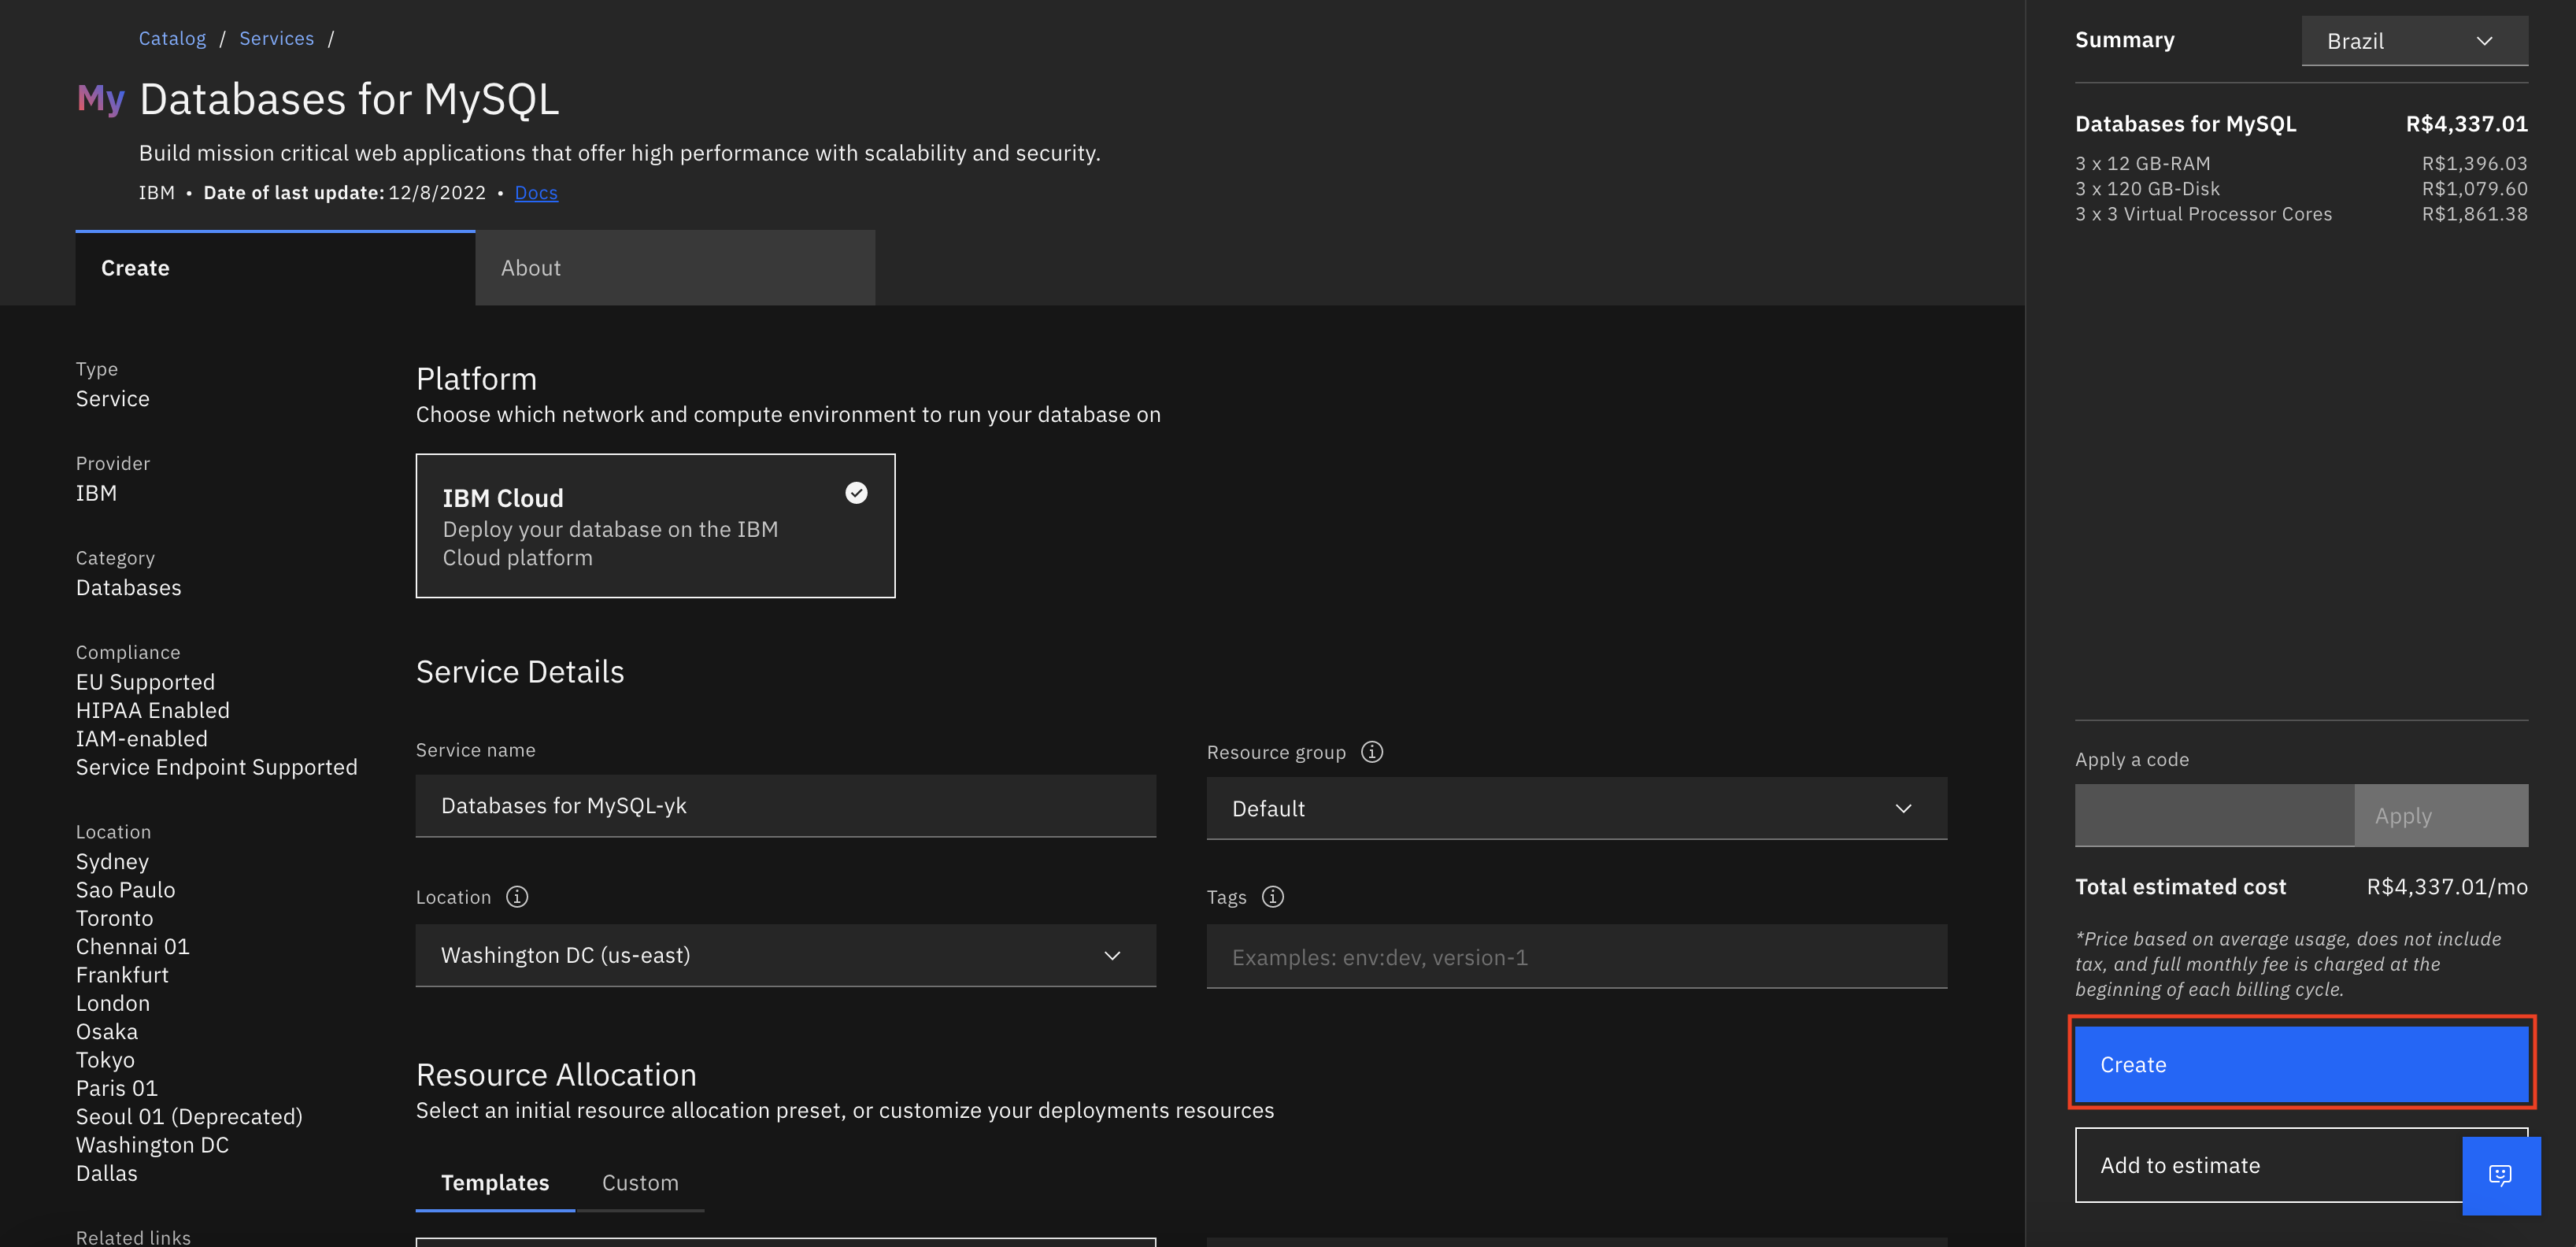 Catalog / Services /
My Databases for MySQL
Build mission critical web applications that offer high performance with scalability and security.
IBM • Date of last update: 12/8/2022 • Docs
Create
About
Type
Service
Provider
IBM
Category
Databases
Compliance
EU Supported
HIPAA Enabled
IAM-enabled
Service Endpoint Supported
Location
Sydney
Sao Paulo
Toronto
Chennai 01
Frankfurt
London
Osaka
Tokyo
Paris 01
Seoul 01 (Deprecated)
Washington DC
Dallas
Related links
Platform
Choose which network and compute environment to run your database on
IBM Cloud
Deploy your database on the IBM
Cloud platform
Service Details
Service name
Databases for MySQL-yk
Resource group
Default
Location
Washington DC (us-east)
Tags
Examples: env:dev, version-1
Resource Allocation
Select an initial resource allocation preset, or customize your deployments resources
Templates
Custom
Summary
Brazil
Databases for MySQL R$4,337.01
3 x 12 GB-RAM R$1,396.03
3 x 120 GB-Disk R$1,079.60
3 x 3 Virtual Processor Cores R$1,861.38
Apply a code
Apply
Total estimated cost R$4,337.01/mo
*Price based on average usage, does not include
tax, and full monthly fee is charged at the
beginning of each billing cycle.
Create
Add to estimate